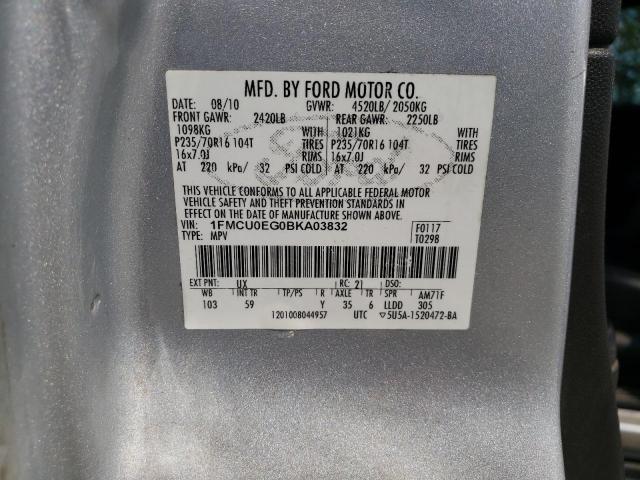 MFD. BY FORD MOTOR CO.
DATE: 08/10 GVWR: 4520LB/ 2050KG
FRONT GAWR: 2420LB REAR GAWR: 2250LB
1098KG WITH 1021KG WITH
P235/70R16 104T TIRES P235/70R16 104T TIRES
16x7.0J RIMS 16x7.0J RIMS
AT 220 kPa/ 32 PSI COLD AT 220 kPa/ 32 PSI COLD
THIS VEHICLE CONFORMS TO ALL APPLICABLE FEDERAL MOTOR
VEHICLE SAFETY AND THEFT PREVENTION STANDARDS IN
EFFECT ON THE DATE OF MANUFACTURE SHOWN ABOVE.
VIN: 1FMCU0EG0BKA03832 F0117
TYPE: MPV T0298
EXT PNT: UX RC: 21 DSO:
WB INT TR TP/PS R AXLE TR SPR AM71F
103 59 Y 35 6 LLDD 305
1201008044957 UTC ▽5U5A-1520472-BA